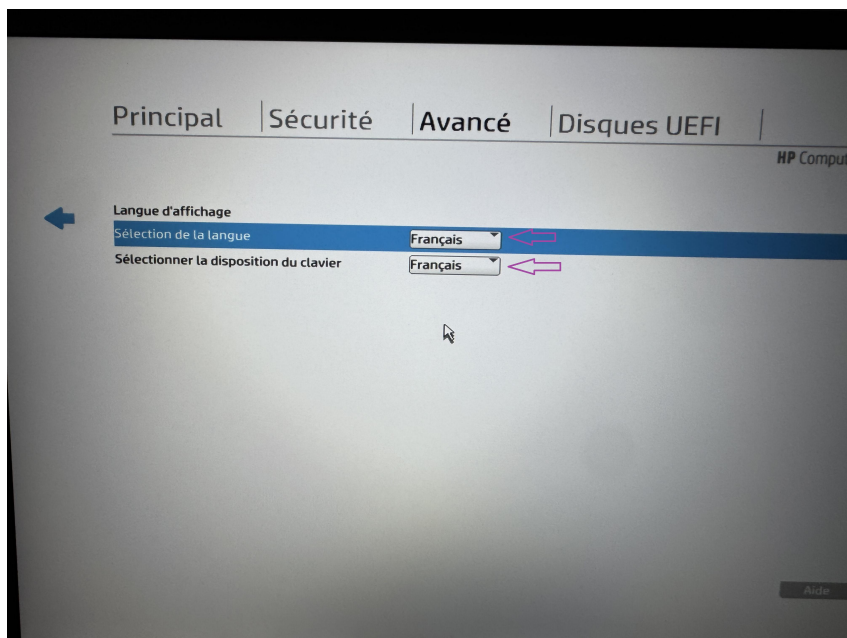 Principal Sécurité Avancé Disques UEFI
HP
Langue d'affichage
Sélection de la langue Français
Sélectionner la disposition du clavier Français
Aide